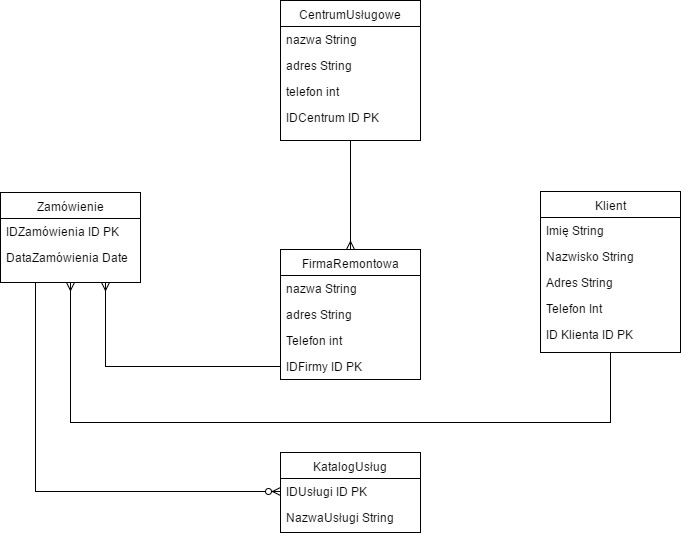 CentrumUsługowe
nazwa String
adres String
telefon int
IDCentrum ID PK
Zamówienie
IDZamówienia ID PK
DataZamówienia Date
FirmaRemontowa
nazwa String
adres String
Telefon int
IDFirmy ID PK
Klient
Imię String
Nazwisko String
Adres String
Telefon Int
ID Klienta ID PK
KatalogUsług
IDUsługi ID PK
NazwaUsługi String